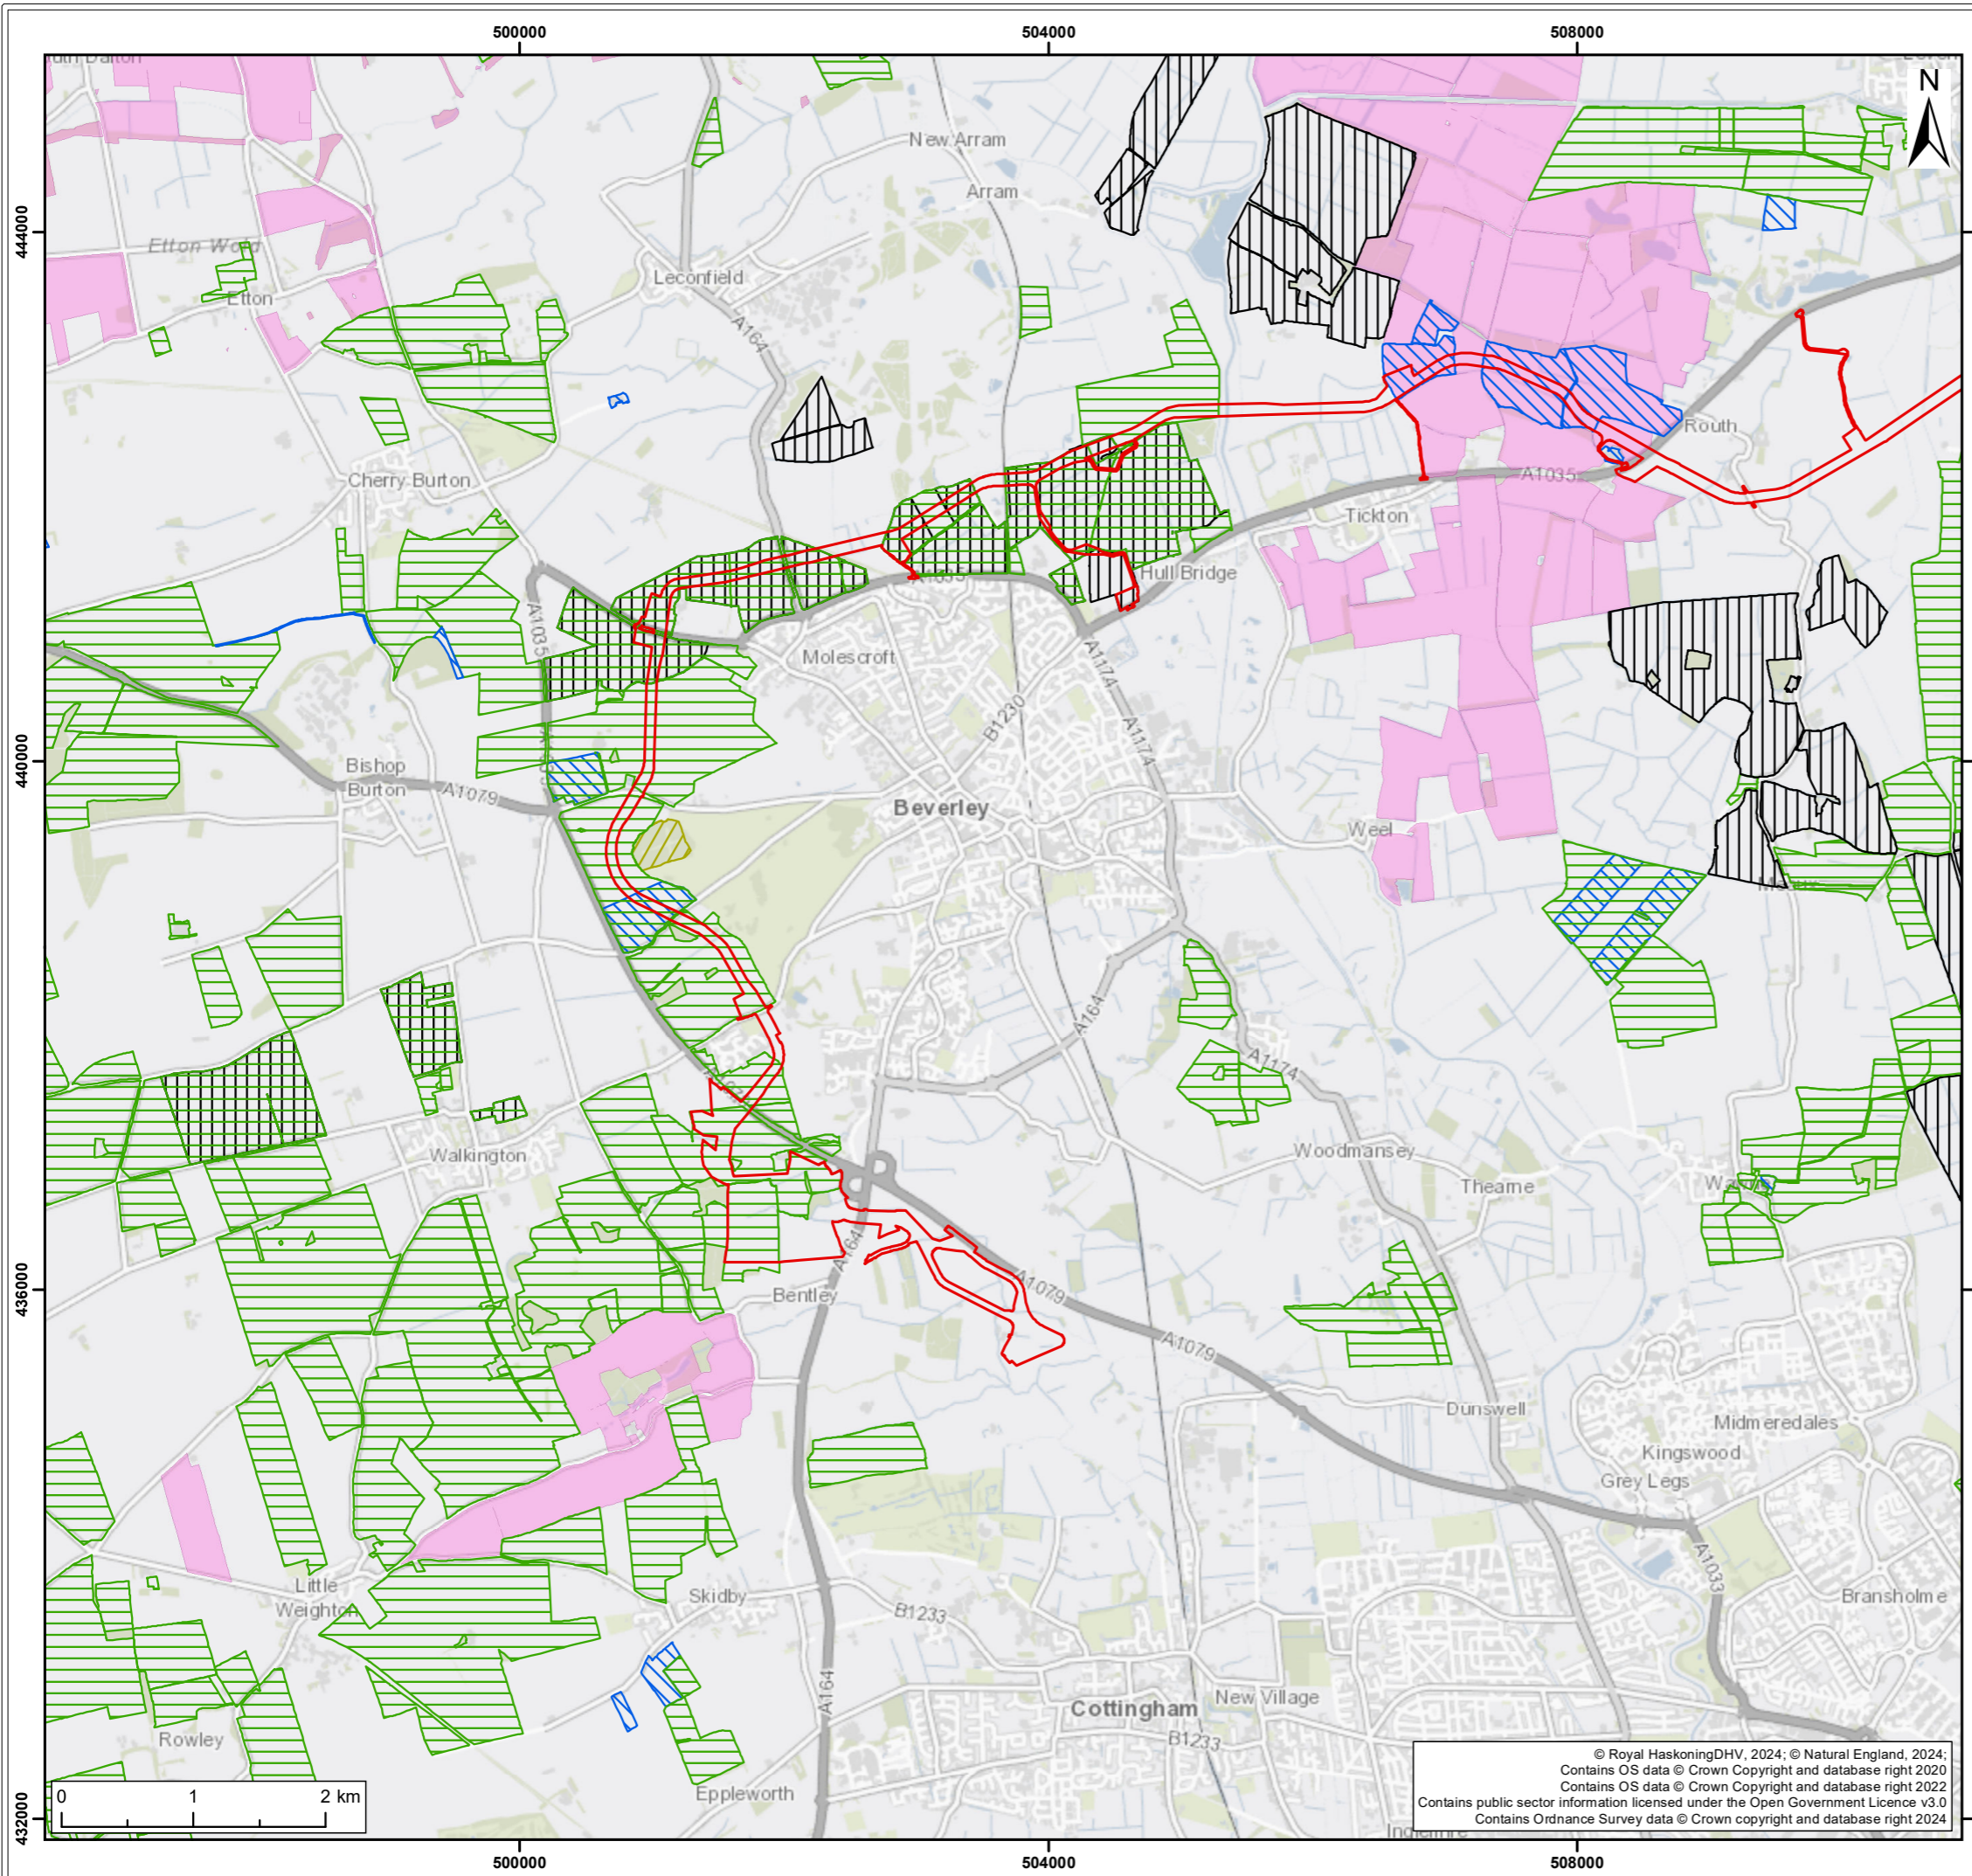 500000
504000
508000
N
New Arram
Arram
444000
Etton Wold
Leconfield
Etton
A164
Routh
Cherry Burton
A1035
Tickton
A1035
Hull Bridge
A1035
Molescroft
A1174
B1230
A1174
440000
Bishop
Burton
A1079
Beverley
Weel
A164
A1174
Walkington
Woodmansey
Thearne
A164
436000
Bentley
A1079
A1079
Dunswell
Midmeredales
Kingswood
Grey Legs
A1033
Little
Weighton
Skidby
B1233
Bransholme
A164
Cottingham
New Village
Rowley
B1233
Eppleworth
0 1 2 km
© Royal HaskoningDHV, 2024; © Natural England, 2024;
Contains OS data © Crown Copyright and database right 2020
Contains OS data © Crown Copyright and database right 2022
Contains public sector information licensed under the Open Government Licence v3.0
Contains Ordnance Survey data © Crown copyright and database right 2024
432000
500000
504000
508000